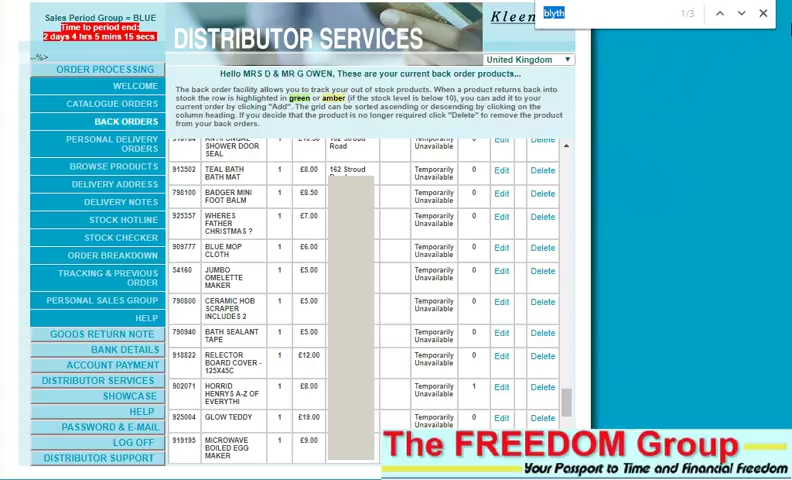 Sales Period Group = BLUE
Time to period end:
2 days 4 hrs 5 mins 15 secs
--%>
Kleen
DISTRIBUTOR SERVICES
blyth
1/3
United Kingdom
ORDER PROCESSING
WELCOME
CATALOGUE ORDERS
BACK ORDERS
PERSONAL DELIVERY
ORDERS
BROWSE PRODUCTS
DELIVERY ADDRESS
DELIVERY NOTES
STOCK HOTLINE
STOCK CHECKER
ORDER BREAKDOWN
TRACKING & PREVIOUS
ORDER
PERSONAL SALES GROUP
HELP
GOODS RETURN NOTE
BANK DETAILS
ACCOUNT PAYMENT
DISTRIBUTOR SERVICES
SHOWCASE
HELP
PASSWORD & E-MAIL
LOG OFF
DISTRIBUTOR SUPPORT
Hello MRS D & MR G OWEN, These are your current back order products...
The back order facility allows you to track your out of stock products. When a product returns back into
stock the row is highlighted in green or amber (if the stock level is below 10), you can add it to your
current order by clicking "Add". The grid can be sorted ascending or descending by clicking on the
column heading. If you decide that the product is no longer required click "Delete" to remove the product
from your back orders.
SHOWER DOOR Road Unavailable
SEAL
913502 TEAL BATH 1 £8.00 162 Stroud Temporarily 0 Edit Delete
BATH MAT Unavailable
798100 BADGER MINI 1 £8.50 Temporarily 0 Edit Delete
FOOT BALM Unavailable
925357 WHERES 1 £7.00 Temporarily 0 Edit Delete
FATHER Unavailable
CHRISTMAS ?
909777 BLUE MOP 1 £6.00 Temporarily 0 Edit Delete
CLOTH Unavailable
54160 JUMBO 1 £5.00 Temporarily 0 Edit Delete
OMELETTE Unavailable
MAKER
790800 CERAMIC HOB 1 £5.00 Temporarily 0 Edit Delete
SCRAPER Unavailable
INCLUDES 2
790940 BATH SEALANT 1 £5.00 Temporarily 0 Edit Delete
TAPE Unavailable
918822 RELECTOR 1 £12.00 Temporarily 0 Edit Delete
BOARD COVER - Unavailable
125X45C
902071 HORRID 1 £8.00 Temporarily 1 Edit Delete
HENRYS A-Z OF Unavailable
EVERYTHI
925004 GLOW TEDDY 1 £19.00 Temporarily 0 Edit Delete
Unavailable
919195 MICROWAVE 1 £9.00
BOILED EGG
MAKER
The FREEDOM Group
Your Passport to Time and Financial Freedom